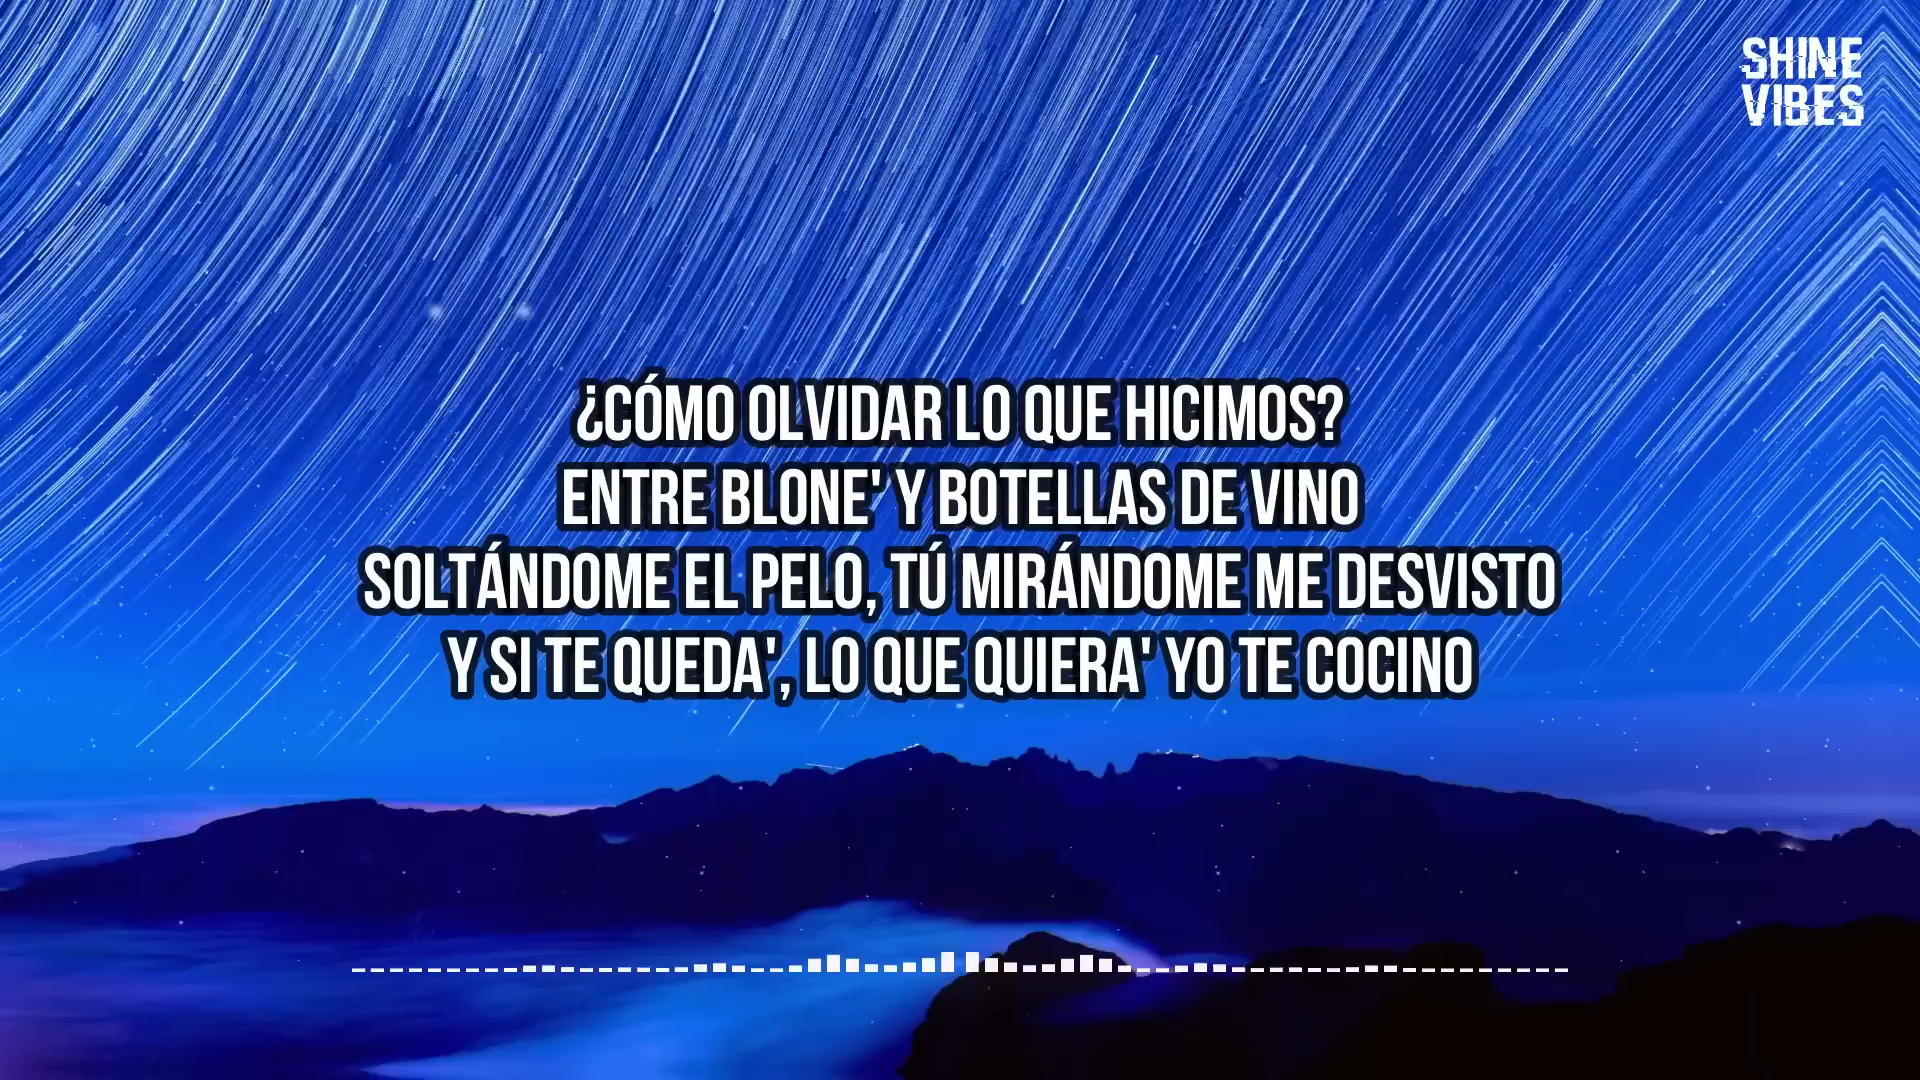 SHINE
VIBES
¿CÓMO OLVIDAR LO QUE HICIMOS?
ENTRE BLONE' Y BOTELLAS DE VINO
SOLTÁNDOME EL PELO, TÚ MIRÁNDOME ME DESVISTO
Y SI TE QUEDA', LO QUE QUIERA' YO TE COCINO